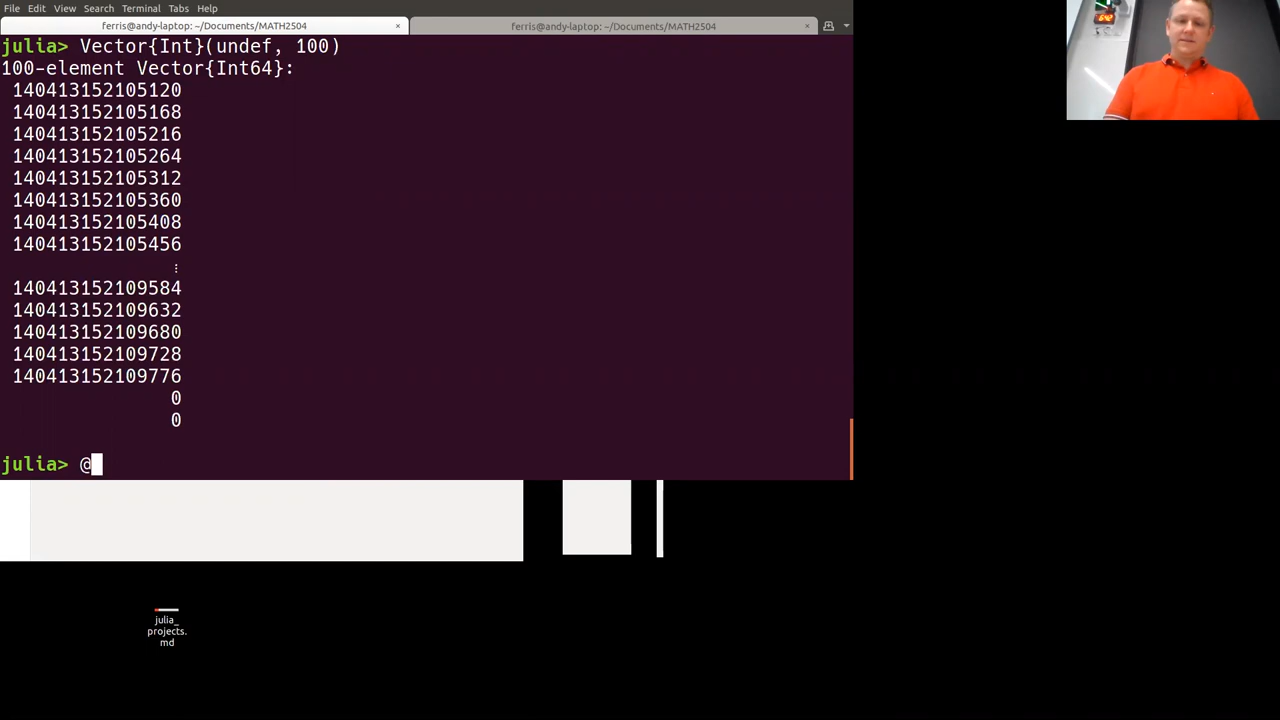 File Edit View Search Terminal Tabs Help
ferris@andy-laptop: ~/Documents/MATH2504 × ferris@andy-laptop: ~/Documents/MATH2504 ×
julia> Vector{Int}(undef, 100)
100-element Vector{Int64}:
140413152105120
140413152105168
140413152105216
140413152105264
140413152105312
140413152105360
140413152105408
140413152105456
⋮
140413152109584
140413152109632
140413152109680
140413152109728
140413152109776
0
0
julia> @
julia_
projects.
md